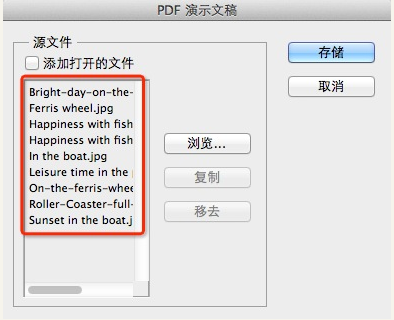 PDF 演示文稿
源文件
添加打开的文件
Bright-day-on-the-
Ferris wheel.jpg
Happiness with fish
Happiness with fish
In the boat.jpg
Leisure time in the
On-the-ferris-whee
Roller-Coaster-full-
Sunset in the boat.j
存储
取消
浏览...
复制
移去